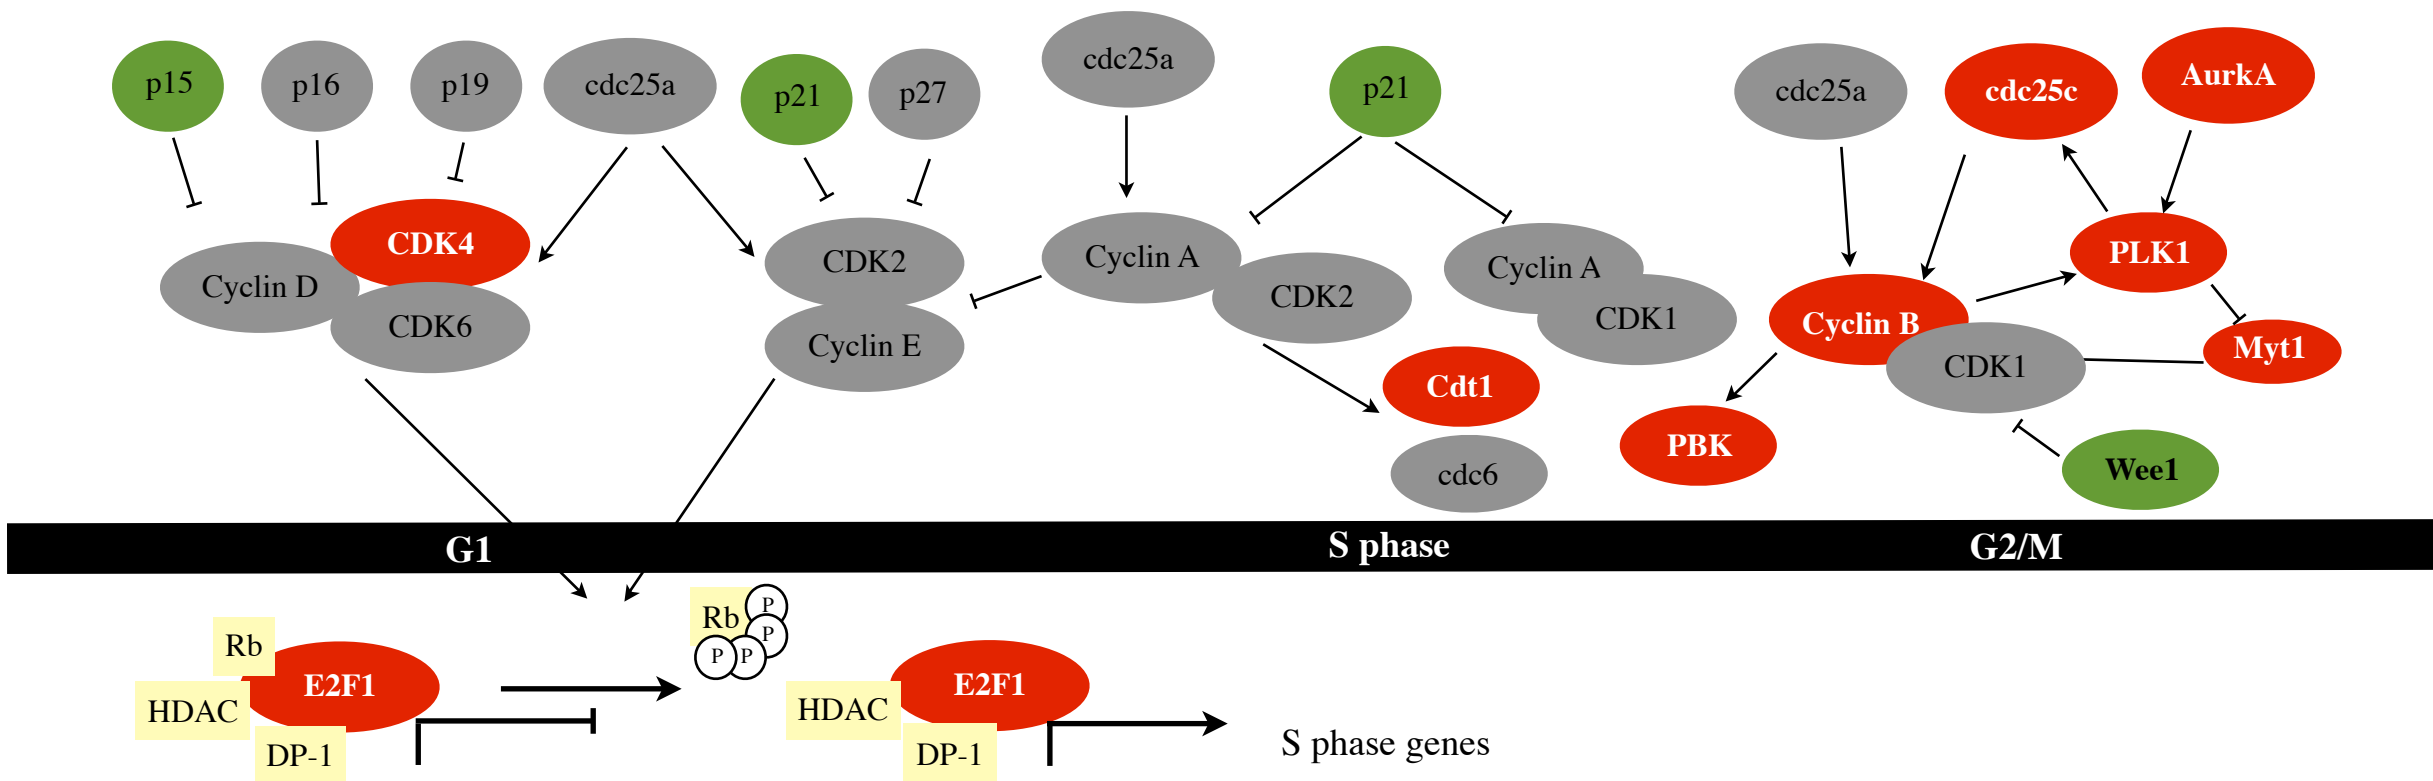 p15
p16
p19
cdc25a
p21
p27
cdc25a
p21
cdc25a
cdc25c
AurkA
CDK4
Cyclin D
CDK6
CDK2
Cyclin E
Cyclin A
CDK2
Cyclin A
CDK1
PLK1
Cyclin B
CDK1
Myt1
Cdt1
cdc6
PBK
Wee1
G1
S phase
G2/M
Rb
HDAC
E2F1
DP-1
Rb
P
P
P
P
HDAC
E2F1
DP-1
S phase genes